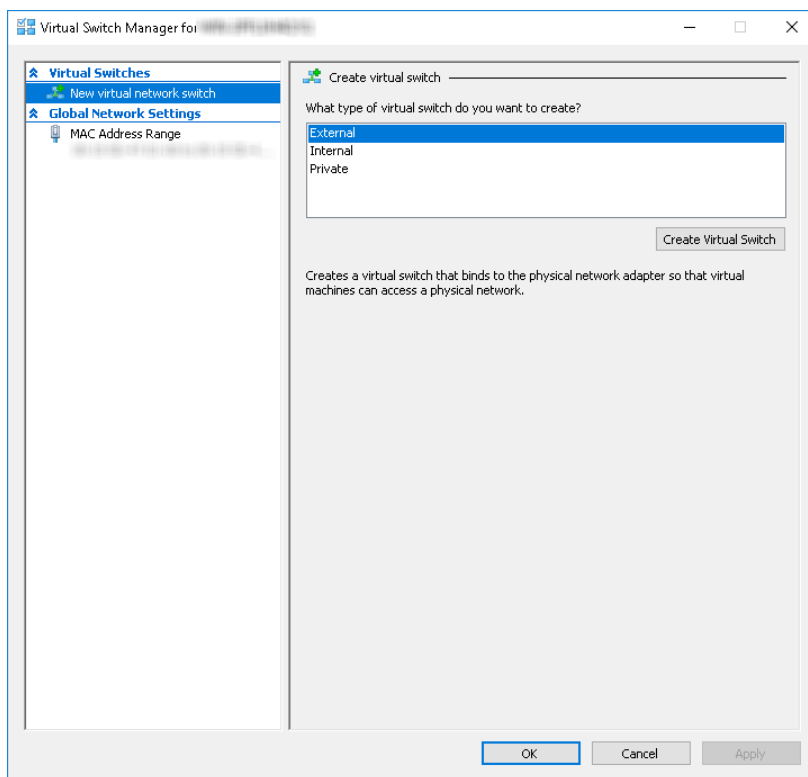 Virtual Switch Manager for
Virtual Switches
New virtual network switch
Global Network Settings
MAC Address Range
Create virtual switch
What type of virtual switch do you want to create?
External
Internal
Private
Create Virtual Switch
Creates a virtual switch that binds to the physical network adapter so that virtual
machines can access a physical network.
OK
Cancel
Apply